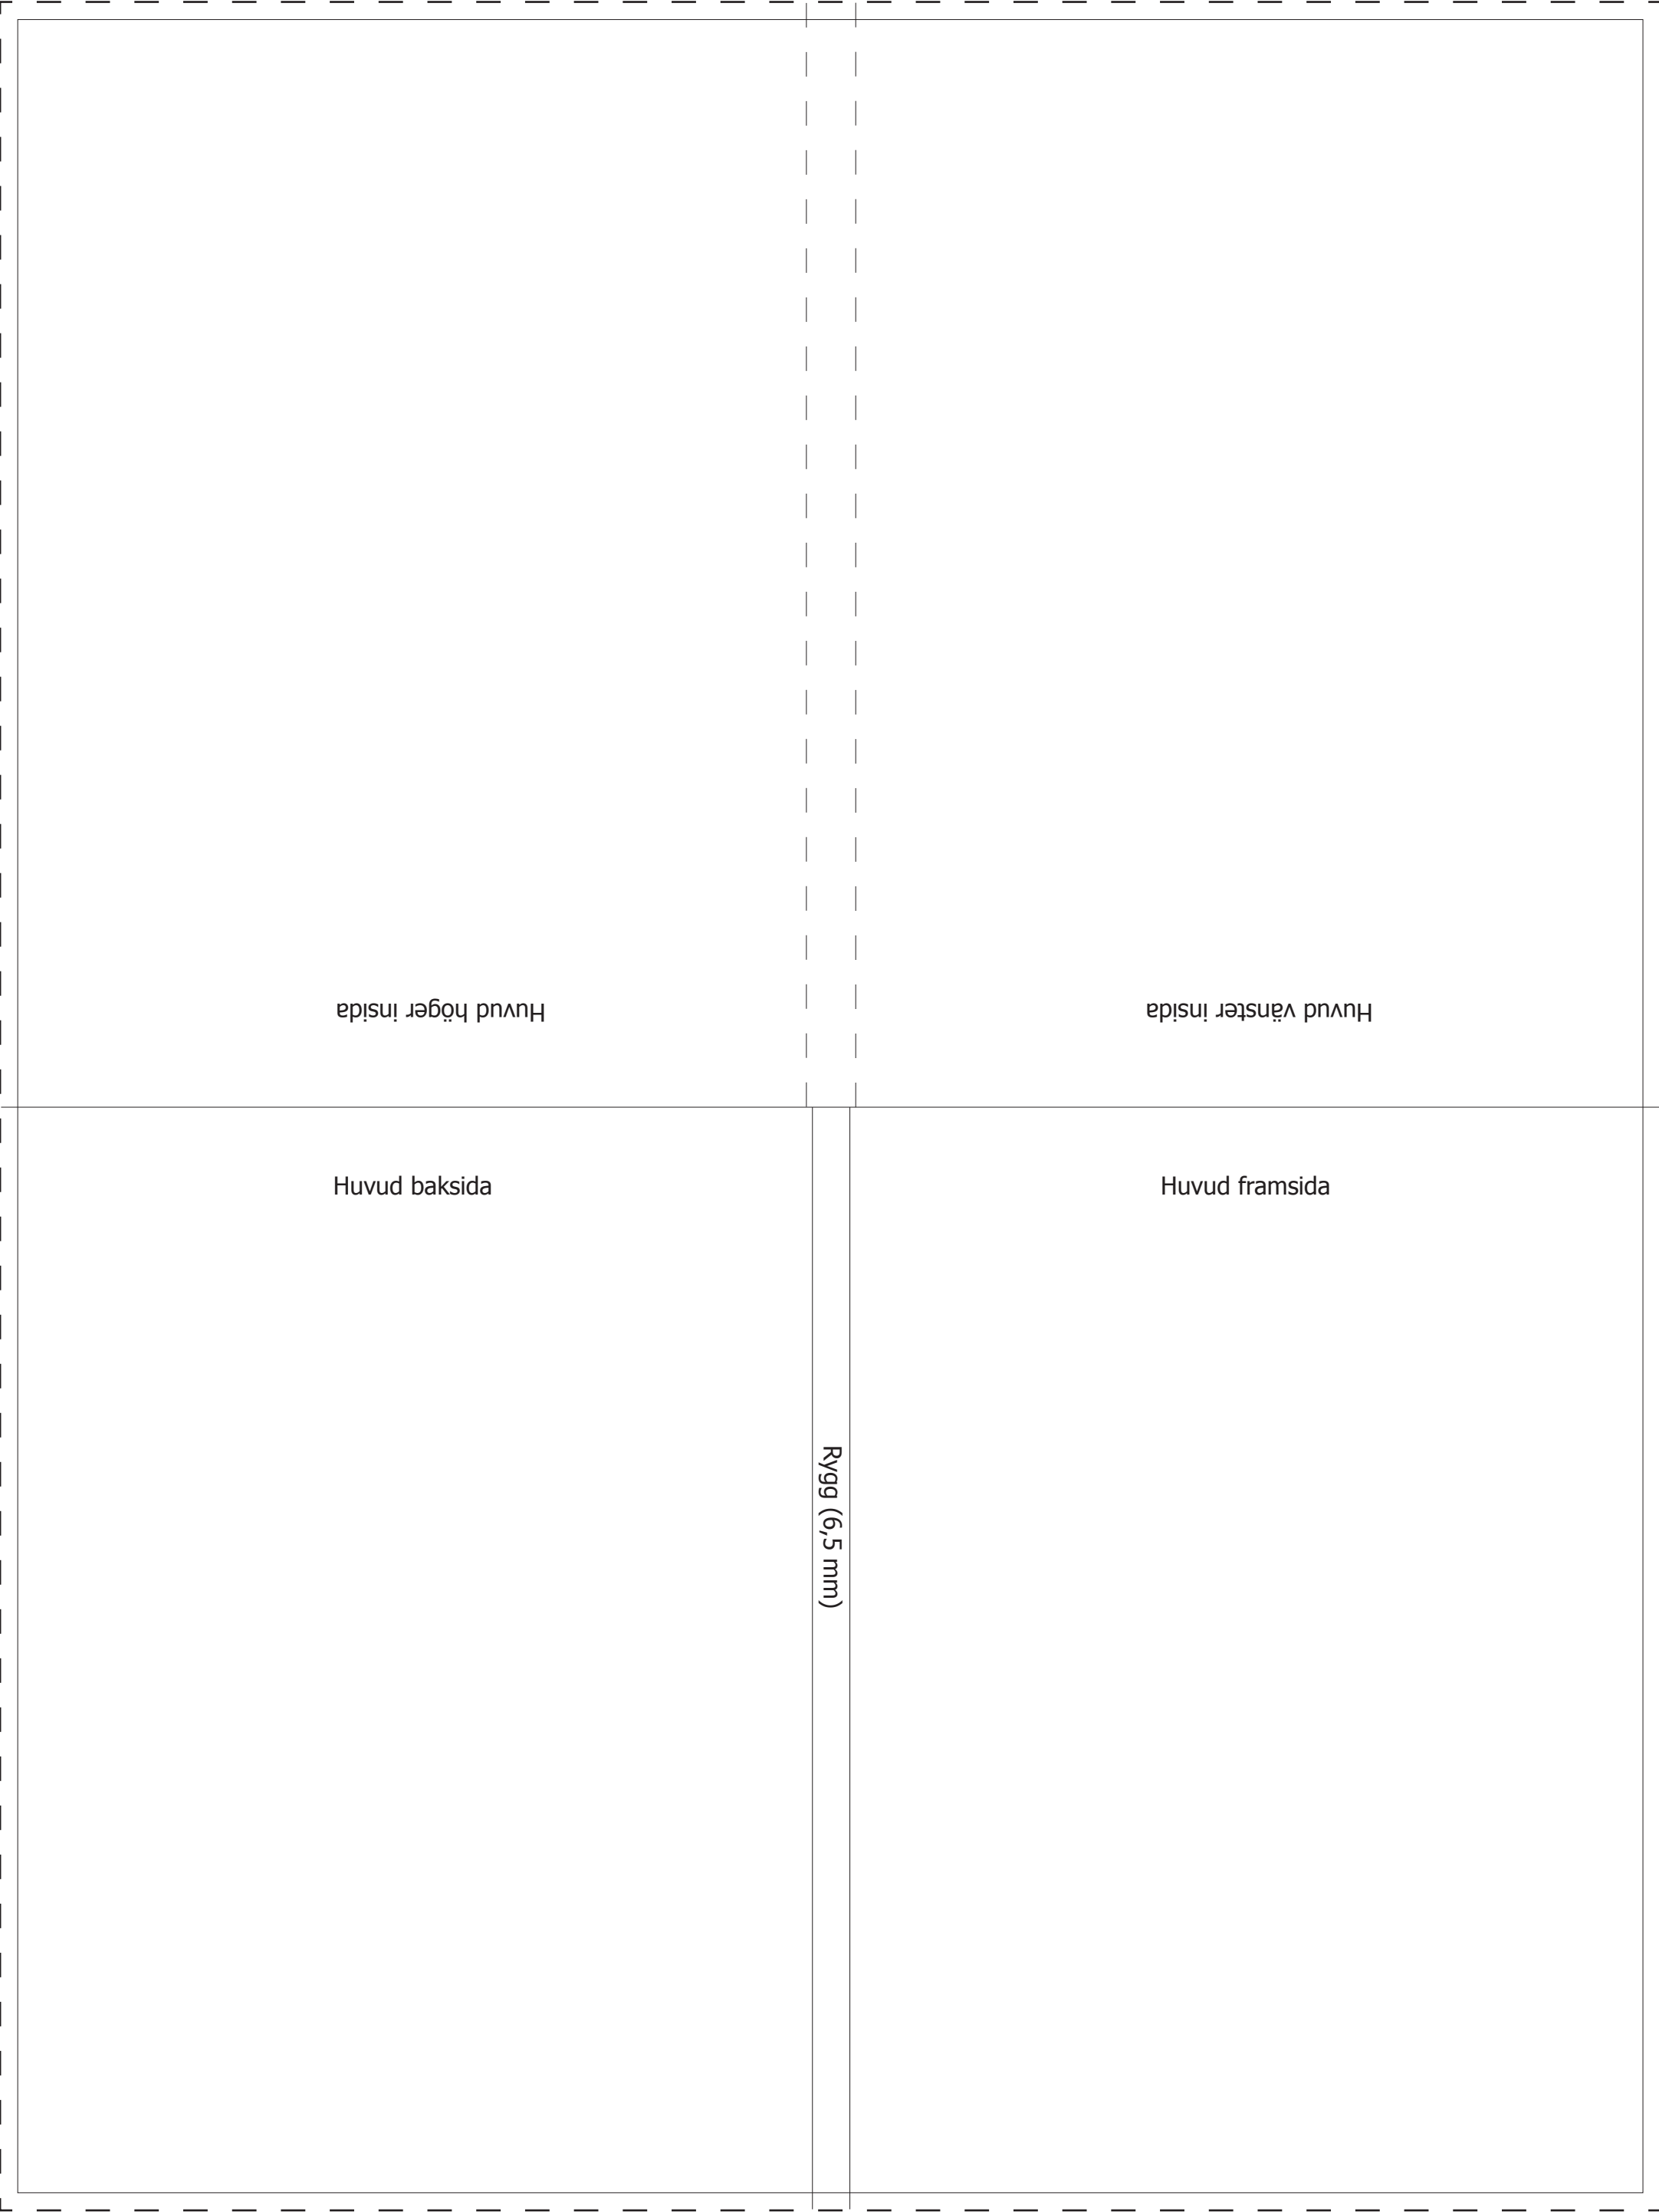 Huvud höger insida
Huvud vänster insida
Huvud baksida
Huvud framsida
Rygg (6,5 mm)